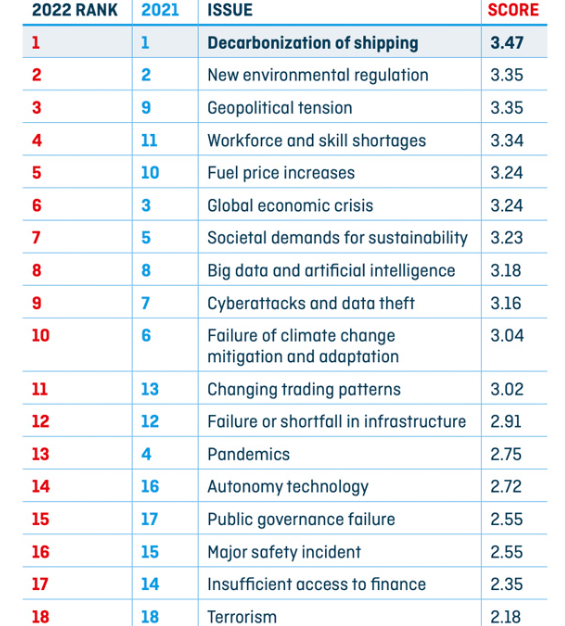 2022 RANK 2021 ISSUE SCORE
1 1 Decarbonization of shipping 3.47
2 2 New environmental regulation 3.35
3 9 Geopolitical tension 3.35
4 11 Workforce and skill shortages 3.34
5 10 Fuel price increases 3.24
6 3 Global economic crisis 3.24
7 5 Societal demands for sustainability 3.23
8 8 Big data and artificial intelligence 3.18
9 7 Cyberattacks and data theft 3.16
10 6 Failure of climate change 3.04
mitigation and adaptation
11 13 Changing trading patterns 3.02
12 12 Failure or shortfall in infrastructure 2.91
13 4 Pandemics 2.75
14 16 Autonomy technology 2.72
15 17 Public governance failure 2.55
16 15 Major safety incident 2.55
17 14 Insufficient access to finance 2.35
18 18 Terrorism 2.18